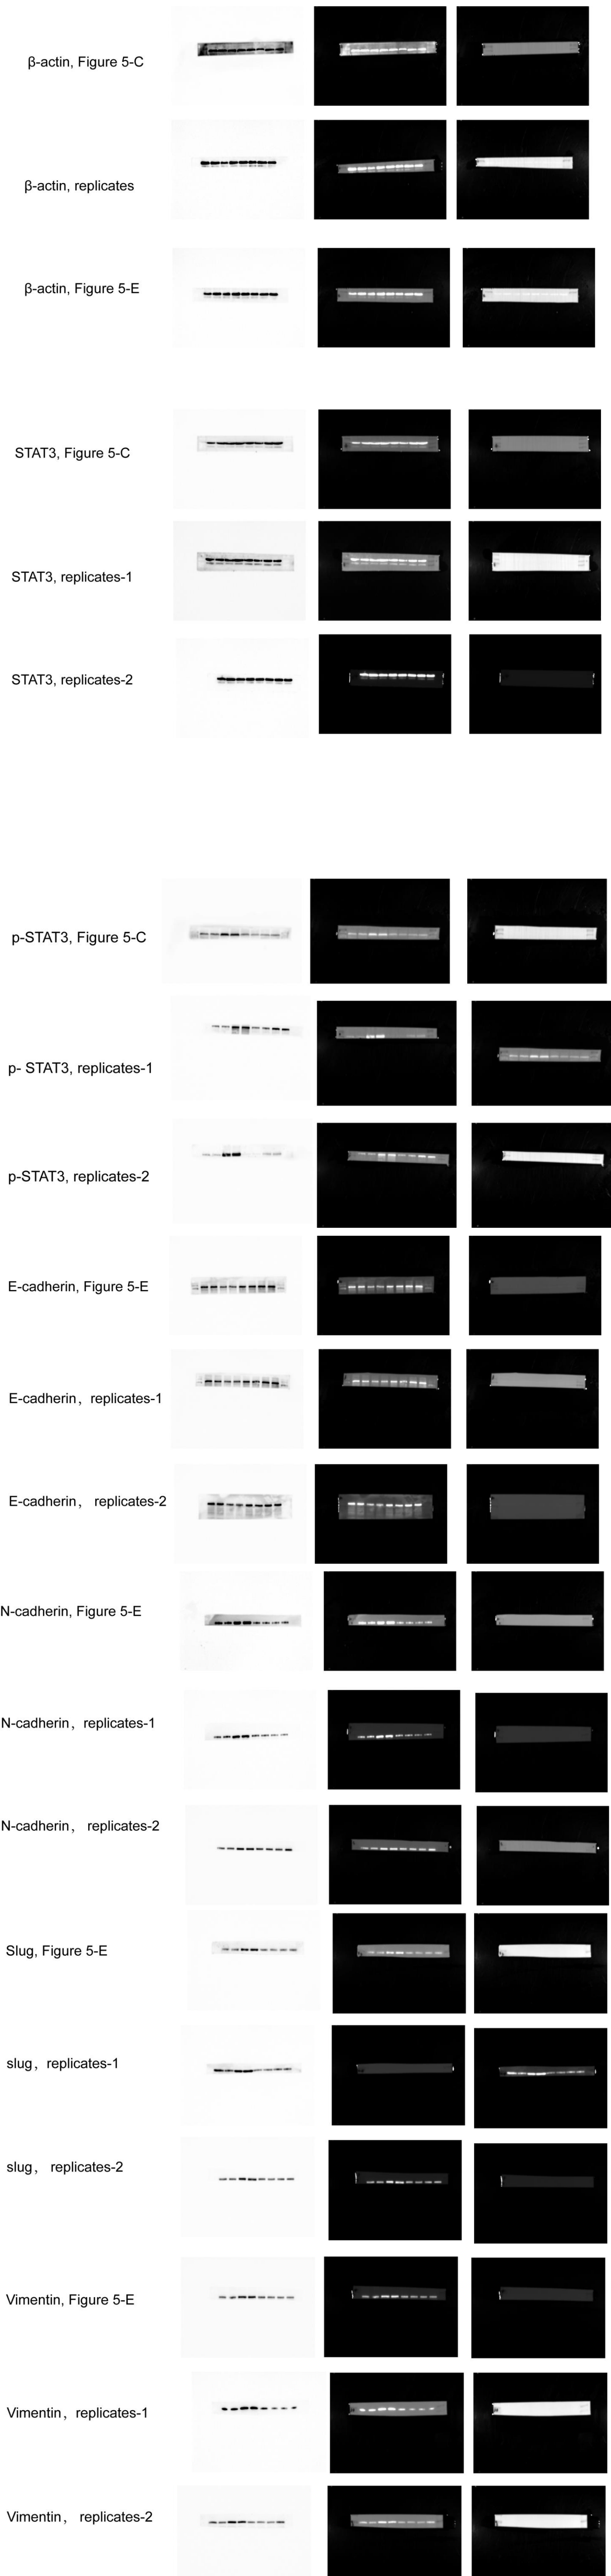 β-actin, Figure 5-C
β-actin, replicates
β-actin, Figure 5-E
STAT3, Figure 5-C
STAT3, replicates-1
STAT3, replicates-2
p-STAT3, Figure 5-C
p- STAT3, replicates-1
p-STAT3, replicates-2
E-cadherin, Figure 5-E
E-cadherin，replicates-1
E-cadherin， replicates-2
N-cadherin, Figure 5-E
N-cadherin，replicates-1
N-cadherin， replicates-2
Slug, Figure 5-E
slug，replicates-1
slug， replicates-2
Vimentin, Figure 5-E
Vimentin，replicates-1
Vimentin， replicates-2